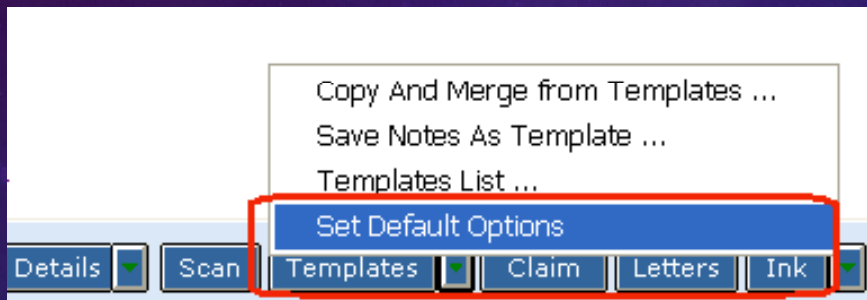 Copy And Merge from Templates ...
Save Notes As Template ...
Templates List ...
Set Default Options
Details Scan Templates Claim Letters Ink